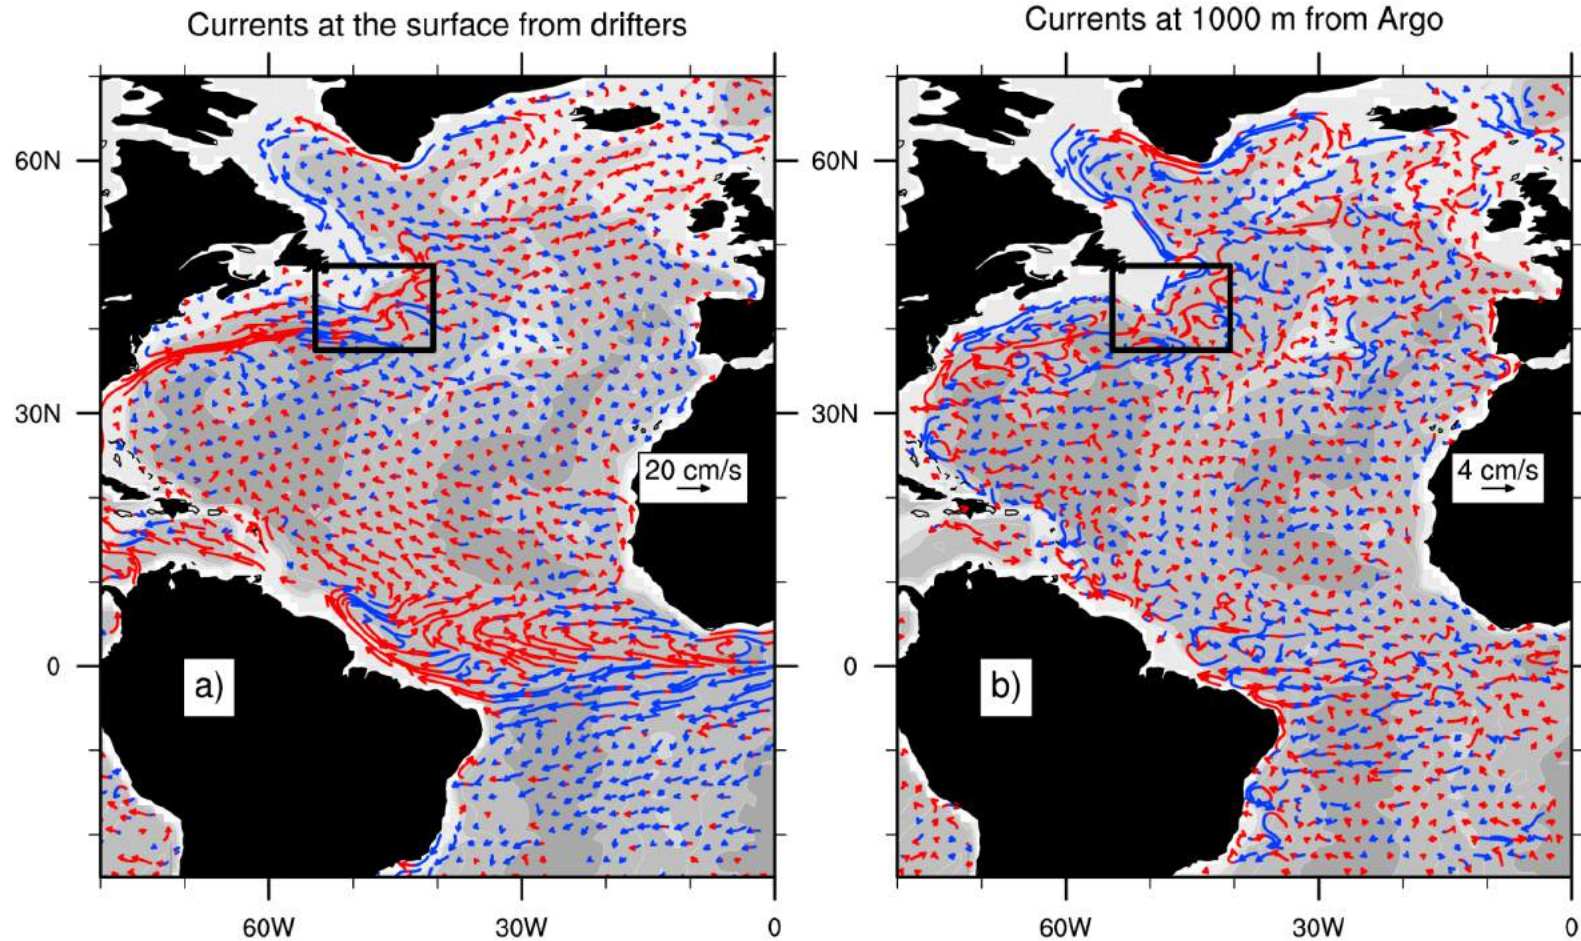 Currents at the surface from drifters
Currents at 1000 m from Argo
60N
60N
30N
30N
20 cm/s
4 cm/s
0
0
a)
b)
60W
30W
0
60W
30W
0